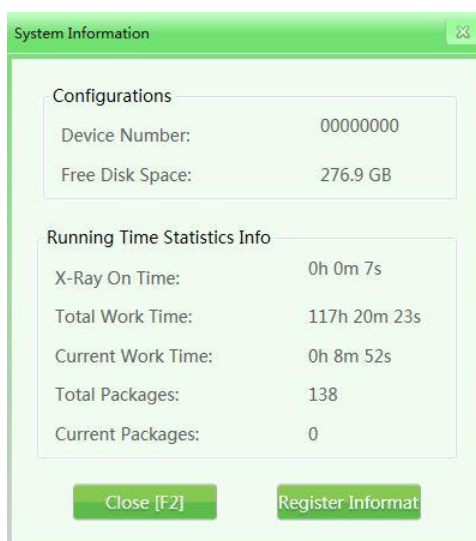 System Information
Configurations
Device Number: 00000000
Free Disk Space: 276.9 GB
Running Time Statistics Info
X-Ray On Time: 0h 0m 7s
Total Work Time: 117h 20m 23s
Current Work Time: 0h 8m 52s
Total Packages: 138
Current Packages: 0
Close [F2] Register Informat